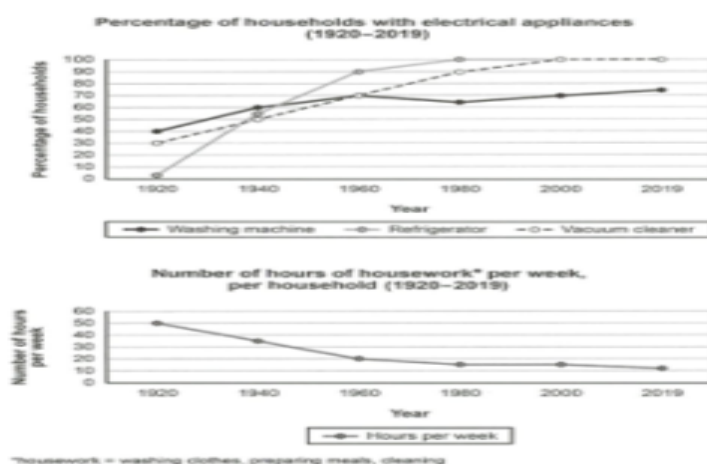 Percentage of households with electrical appliances
(1920–2019)
Percentage of households
100
90
80
70
60
50
40
30
20
10
0
1920 1940 1960 1980 2000 2019
Year
Washing machine Refrigerator Vacuum cleaner
Number of hours of housework* per week,
per household (1920–2019)
Number of hours
per week
60
50
40
30
20
10
0
1920 1940 1960 1980 2000 2019
Year
Hours per week
*housework = washing clothes, preparing meals, cleaning